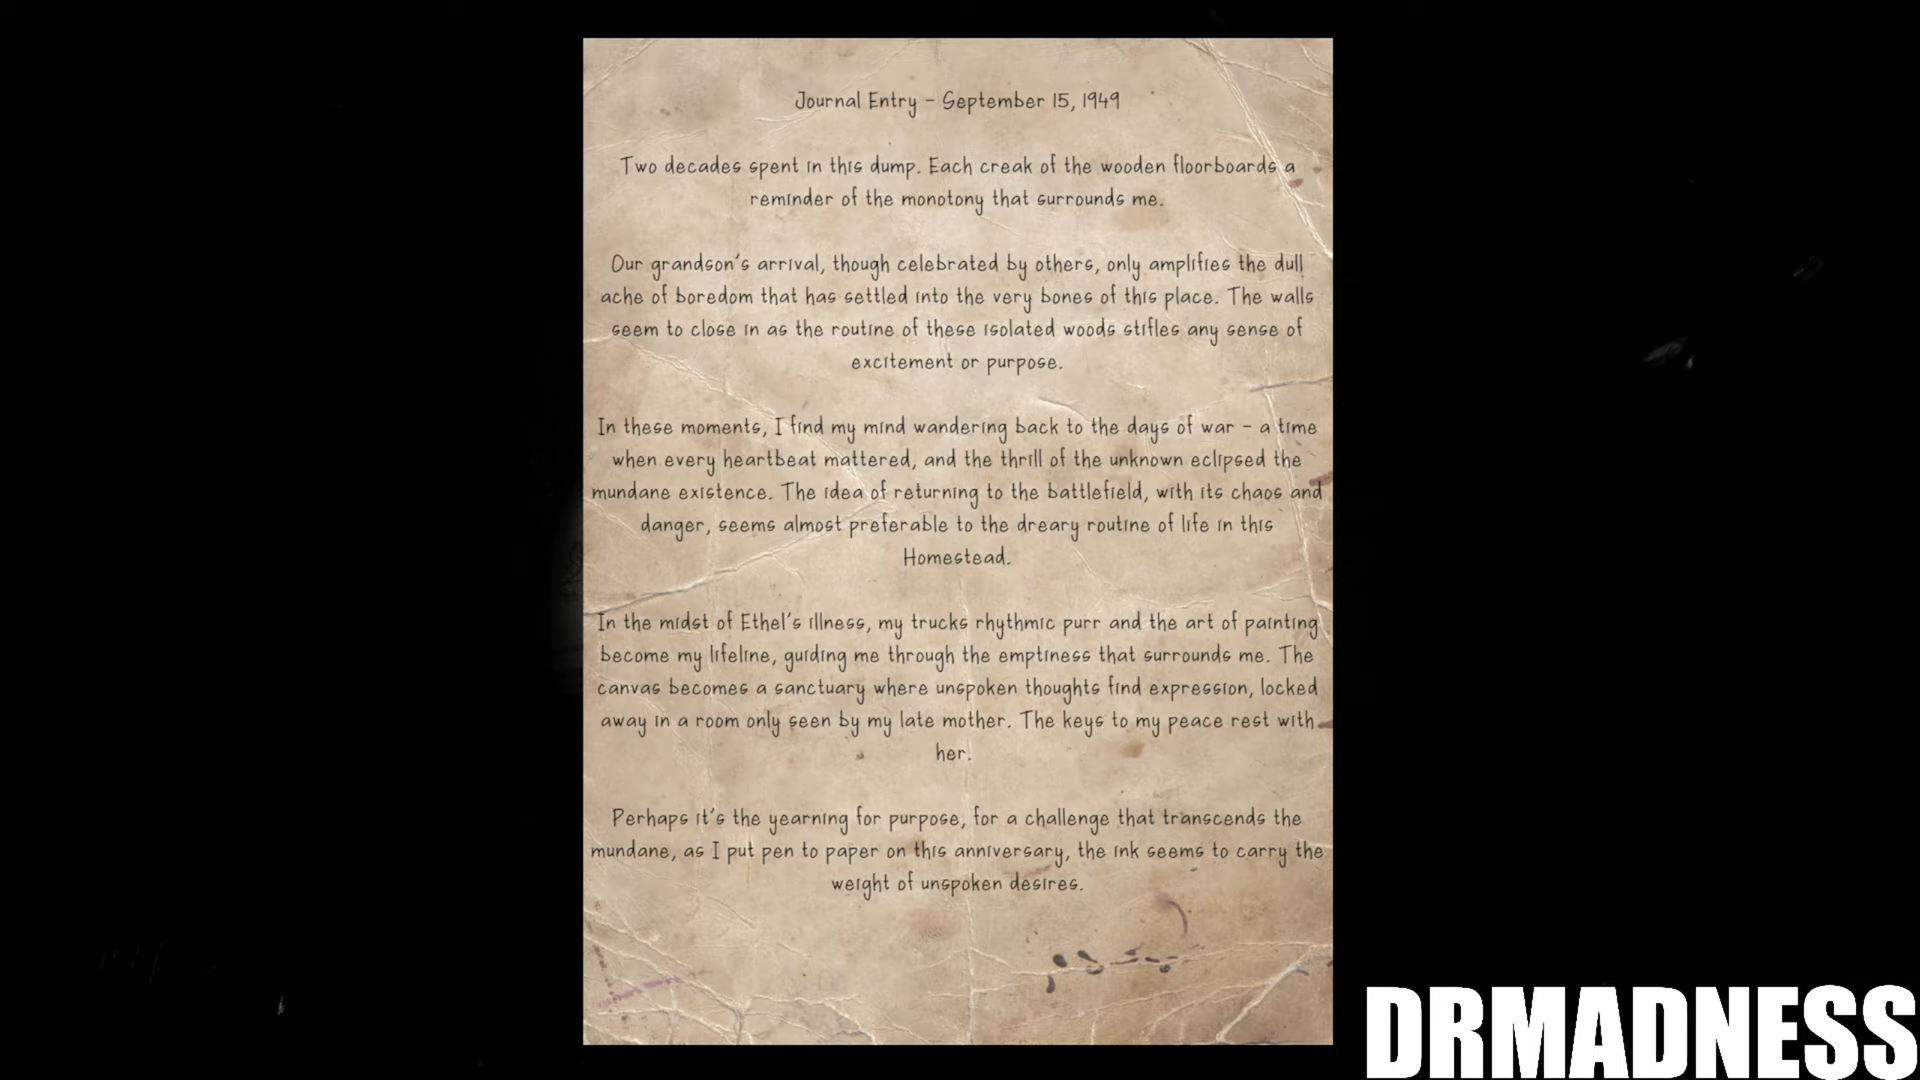 Journal Entry - September 15, 1949
Two decades spent in this dump. Each creak of the wooden floorboards a
reminder of the monotony that surrounds me.
Our grandson's arrival, though celebrated by others, only amplifies the dull
ache of boredom that has settled into the very bones of this place. The walls
seem to close in as the routine of these isolated woods stifles any sense of
excitement or purpose.
In these moments, I find my mind wandering back to the days of war - a time
when every heartbeat mattered, and the thrill of the unknown eclipsed the
mundane existence. The idea of returning to the battlefield, with its chaos and
danger, seems almost preferable to the dreary routine of life in this
Homestead.
In the midst of Ethel's illness, my trucks rhythmic purr and the art of painting
become my lifeline, guiding me through the emptiness that surrounds me. The
canvas becomes a sanctuary where unspoken thoughts find expression, locked
away in a room only seen by my late mother. The keys to my peace rest with
her.
Perhaps it's the yearning for purpose, for a challenge that transcends the
mundane, as I put pen to paper on this anniversary, the ink seems to carry the
weight of unspoken desires.
DRMADNESS